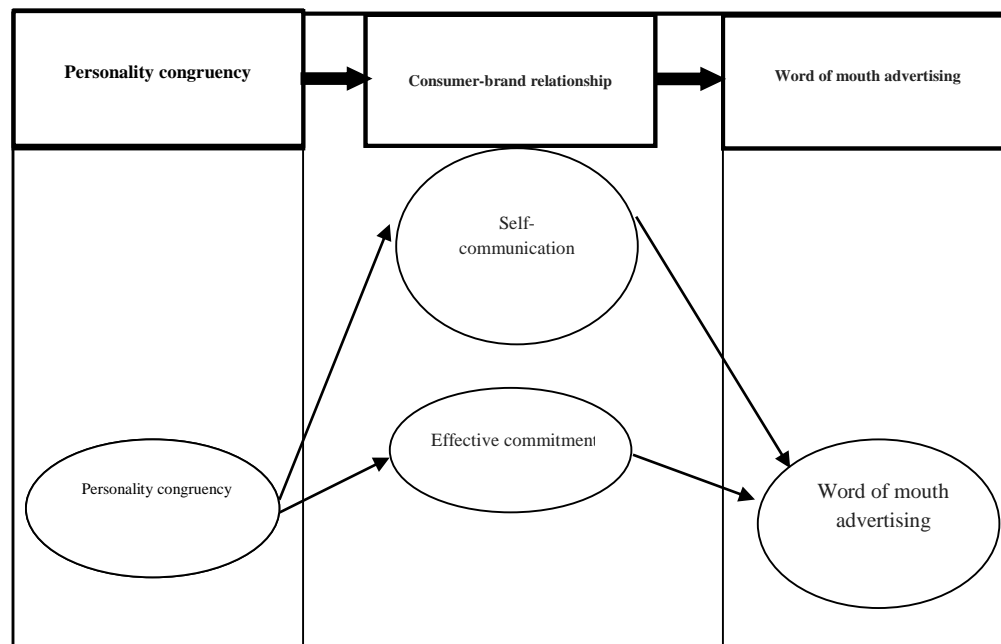 Personality congruency
Consumer-brand relationship
Word of mouth advertising
Self-
communication
Effective commitment
Personality congruency
Word of mouth
advertising